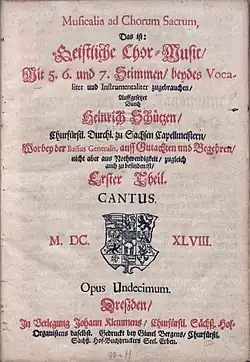 Musicalia ad Chorum Sacrum,
Das ist:
Geistliche Chor-Music/
Mit 5. 6. und 7. Stimmen/ beydes Voca-
liter und Instrumentaliter zugebrauchen/
Auffgesetzet
Durch
Heinrich Schützen/
Churfürstl. Durchl. zu Sachsen Capellmeistern/
Worbey der Bassus Generalis, auff Gutachten und Begehren/
nicht aber aus Nothwendigkeit/ zugleich
auch zu befinden ist/
Erster Theil.
CANTUS.
M. DC. XLVIII.
Opus Undecimum.
Dreßden/
In Verlegung Johann Klemmens/ Churfürstl. Sächß. Hof-
Organistens daselbst. Gedruckt bey Gimel Bergens/ Churfürstl.
Sächß. Hof-Buchdruckers Seel. Erben.